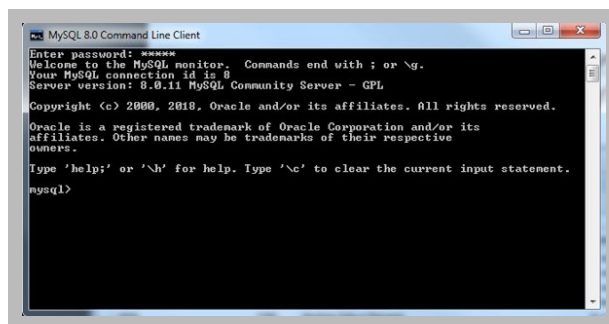 MySQL 8.0 Command Line Client
Enter password: *****
Welcome to the MySQL monitor.  Commands end with ; or \g.
Your MySQL connection id is 8
Server version: 8.0.11 MySQL Community Server - GPL
Copyright (c) 2000, 2018, Oracle and/or its affiliates. All rights reserved.
Oracle is a registered trademark of Oracle Corporation and/or its
affiliates. Other names may be trademarks of their respective
owners.
Type 'help;' or '\h' for help. Type '\c' to clear the current input statement.
mysql>